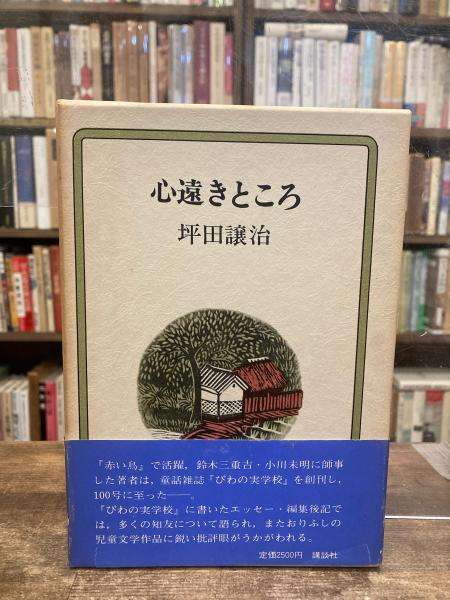 心遠きところ
坪田譲治
『赤い鳥』で活躍，鈴木三重吉・小川未明に師事
した著者は，童話雑誌『びわの実学校』を創刊し，
100号に至った──。
『びわの実学校』に書いたエッセー・編集後記で
は，多くの知友について語られ，またおりふしの
児童文学作品に鋭い批評眼がうかがわれる。
定価2500円 講談社